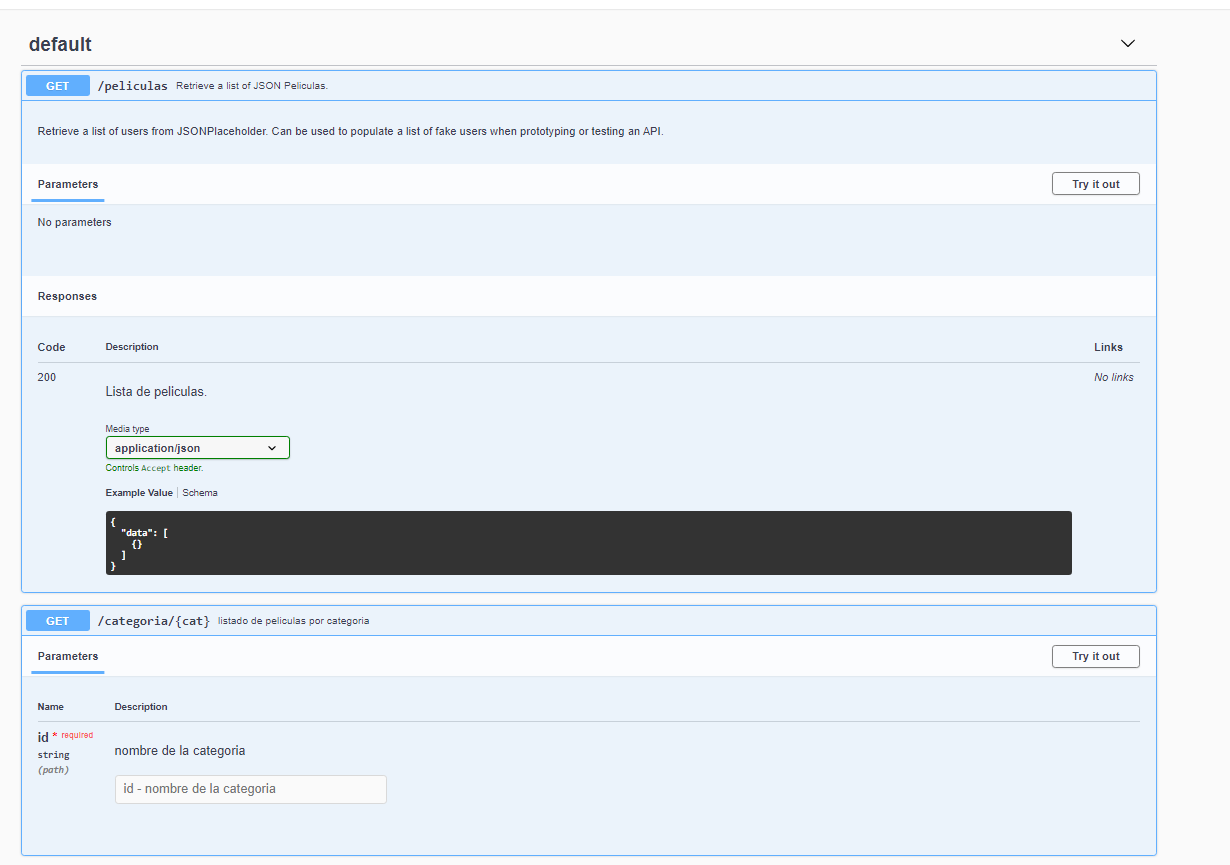 default
GET /peliculas Retrieve a list of JSON Peliculas.
Retrieve a list of users from JSONPlaceholder. Can be used to populate a list of fake users when prototyping or testing an API.
Parameters
Try it out
No parameters
Responses
Code Description Links
200 Lista de peliculas. No links
Media type
application/json
Controls Accept header.
Example Value Schema
{
"data": [
{}
]
}
GET /categoria/{cat} listado de peliculas por categoria
Parameters
Try it out
Name Description
id * required
string
(path)
nombre de la categoria
id - nombre de la categoria